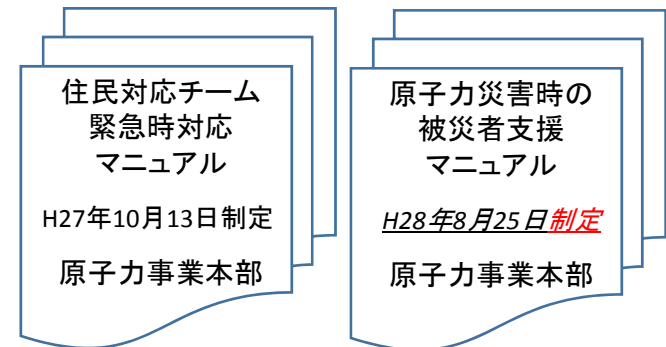 住民対応チーム
緊急時対応
マニュアル
H27年10月13日制定
原子力事業本部
原子力災害時の
被災者支援
マニュアル
H28年8月25日制定
原子力事業本部